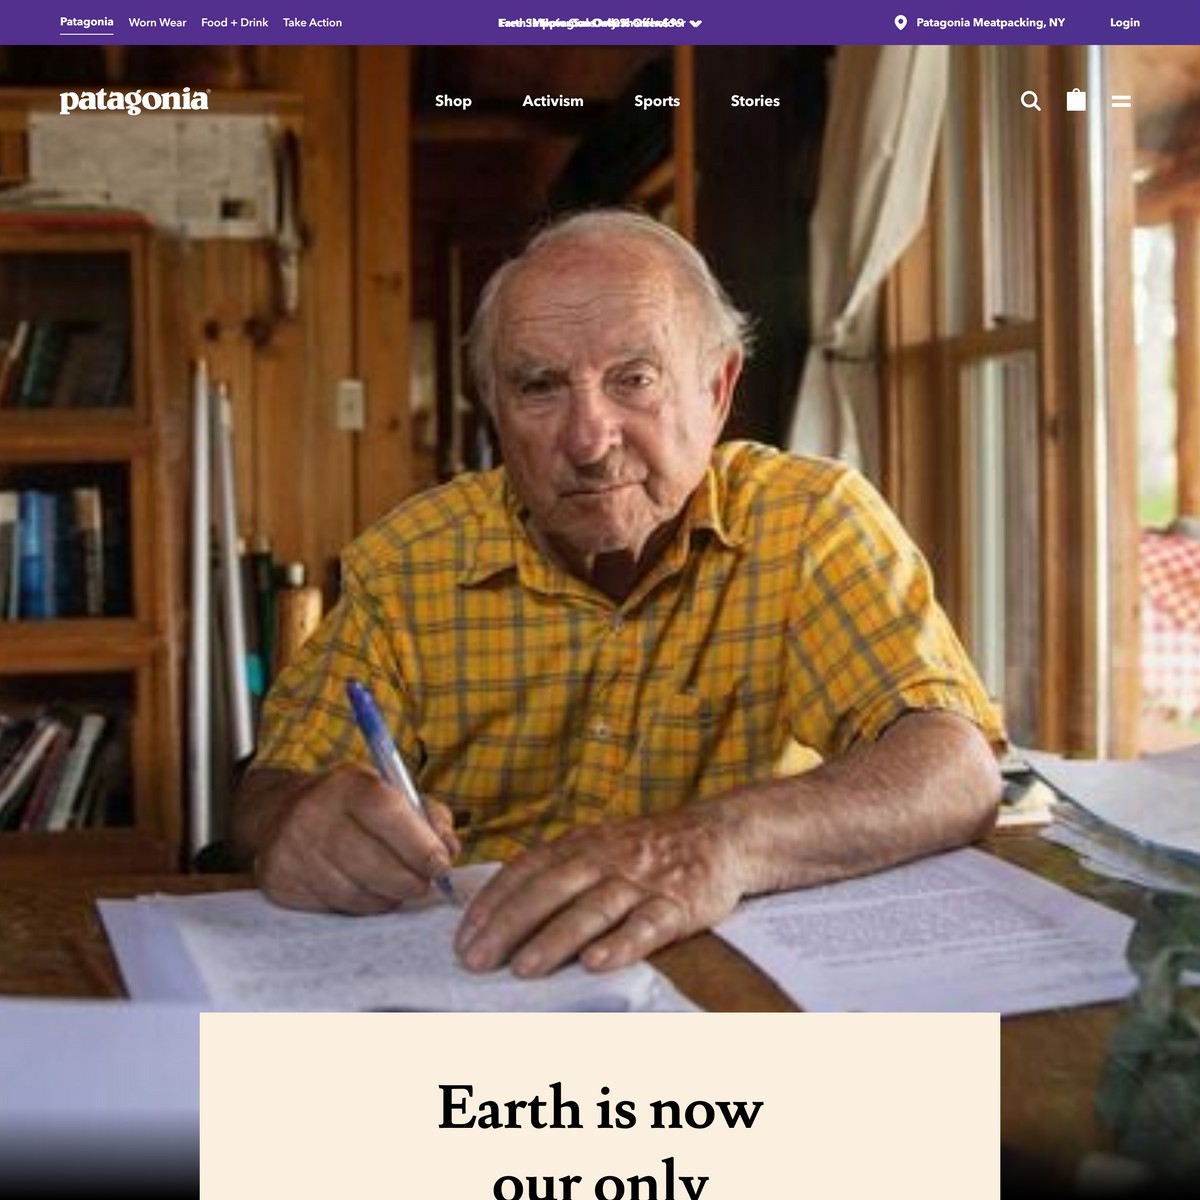 Patagonia Worn Wear Food + Drink Take Action
Patagonia Meatpacking, NY Login
patagonia
Shop Activism Sports Stories
Earth is now
our only